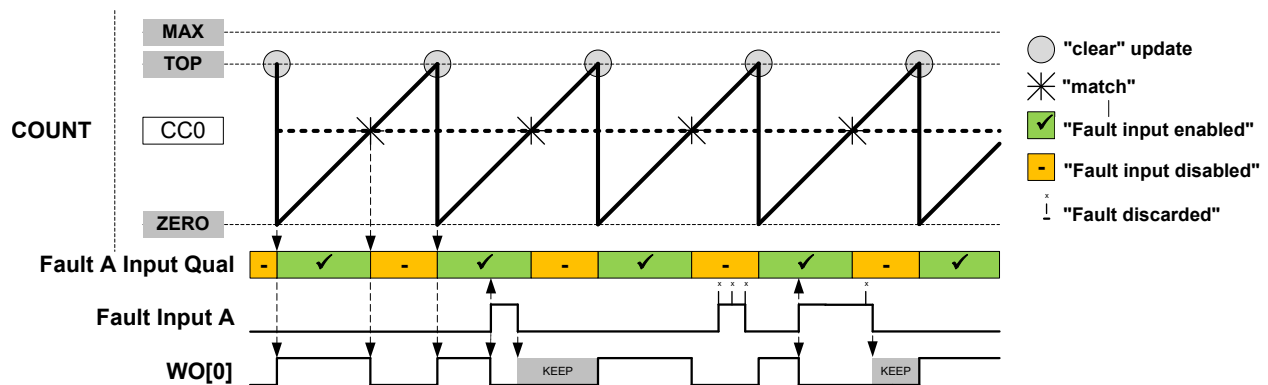 MAX
TOP
COUNT
CC0
ZERO
"clear" update
"match"
"Fault input enabled"
- "Fault input disabled"
x
"Fault discarded"
Fault A Input Qual - ✓ - ✓ - ✓ - ✓ - ✓
x x x x
Fault Input A
WO[0] KEEP KEEP